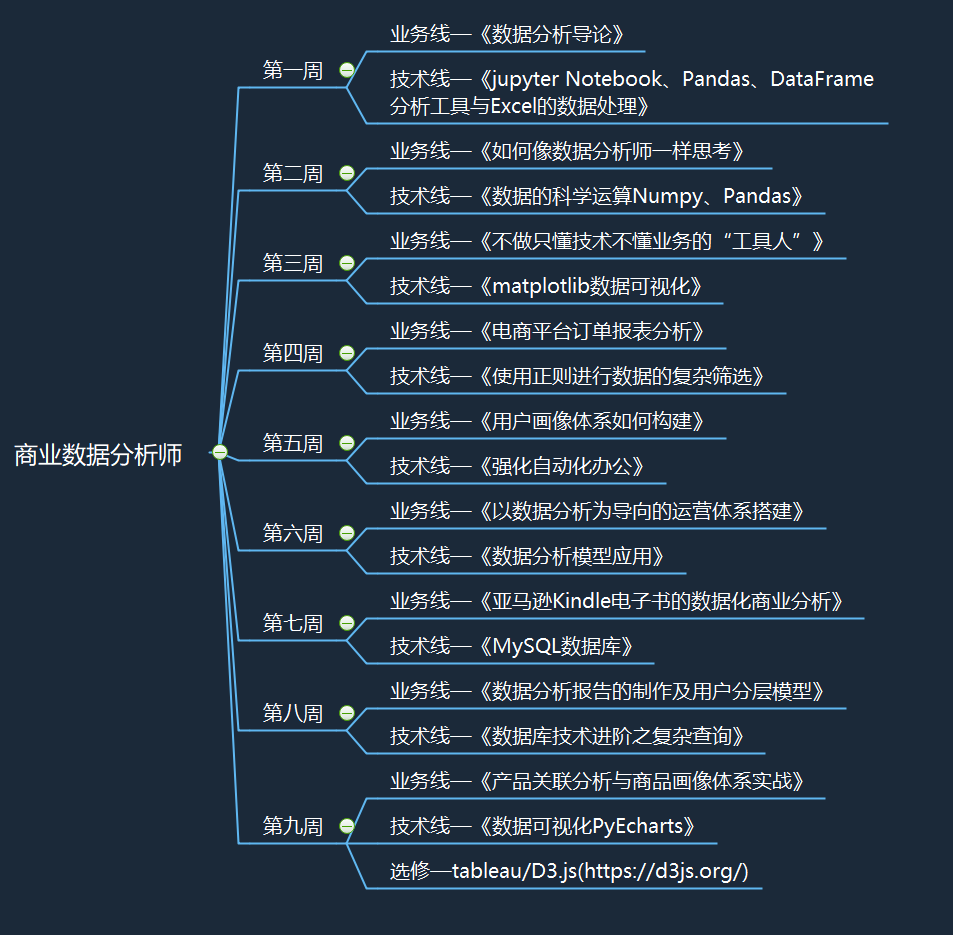 商业数据分析师
第一周
业务线—《数据分析导论》
技术线—《jupyter Notebook、Pandas、DataFrame
分析工具与Excel的数据处理》
第二周
业务线—《如何像数据分析师一样思考》
技术线—《数据的科学运算Numpy、Pandas》
第三周
业务线—《不做只懂技术不懂业务的“工具人”》
技术线—《matplotlib数据可视化》
第四周
业务线—《电商平台订单报表分析》
技术线—《使用正则进行数据的复杂筛选》
第五周
业务线—《用户画像体系如何构建》
技术线—《强化自动化办公》
第六周
业务线—《以数据分析为导向的运营体系搭建》
技术线—《数据分析模型应用》
第七周
业务线—《亚马逊Kindle电子书的数据化商业分析》
技术线—《MySQL数据库》
第八周
业务线—《数据分析报告的制作及用户分层模型》
技术线—《数据库技术进阶之复杂查询》
第九周
业务线—《产品关联分析与商品画像体系实战》
技术线—《数据可视化PyEcharts》
选修—tableau/D3.js(https://d3js.org/)